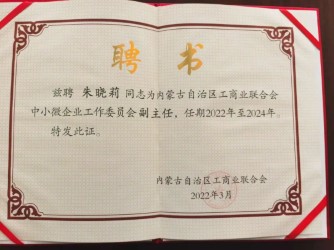 聘书
兹聘 朱晓莉 同志为内蒙古自治区工商业联合会
中小微企业工作委员会副主任，任期2022年至2024年。
特发此证。
内蒙古自治区工商业联合会
2022年3月